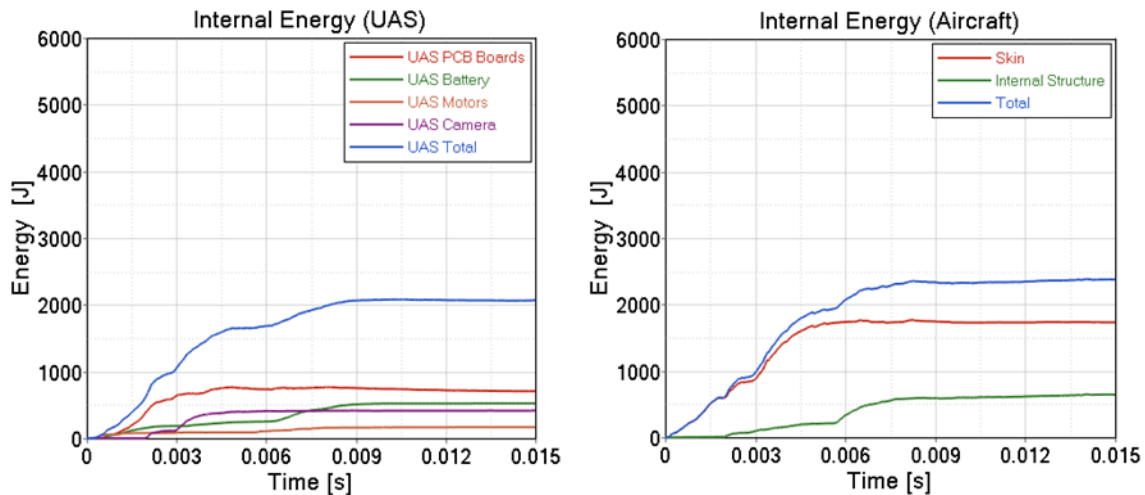 Internal Energy (UAS)
6000
5000
4000
3000
2000
1000
0
Energy [J]
UAS PCB Boards
UAS Battery
UAS Motors
UAS Camera
UAS Total
0
0.003
0.006
0.009
0.012
0.015
Time [s]
Internal Energy (Aircraft)
6000
5000
4000
3000
2000
1000
0
Energy [J]
Skin
Internal Structure
Total
0
0.003
0.006
0.009
0.012
0.015
Time [s]